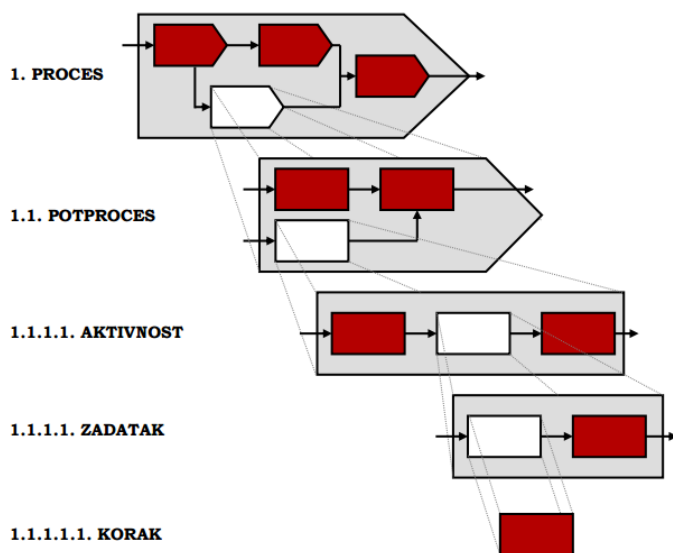 1. PROCES
1.1. POTPROCES
1.1.1.1. AKTIVNOST
1.1.1.1. ZADATAK
1.1.1.1.1. KORAK